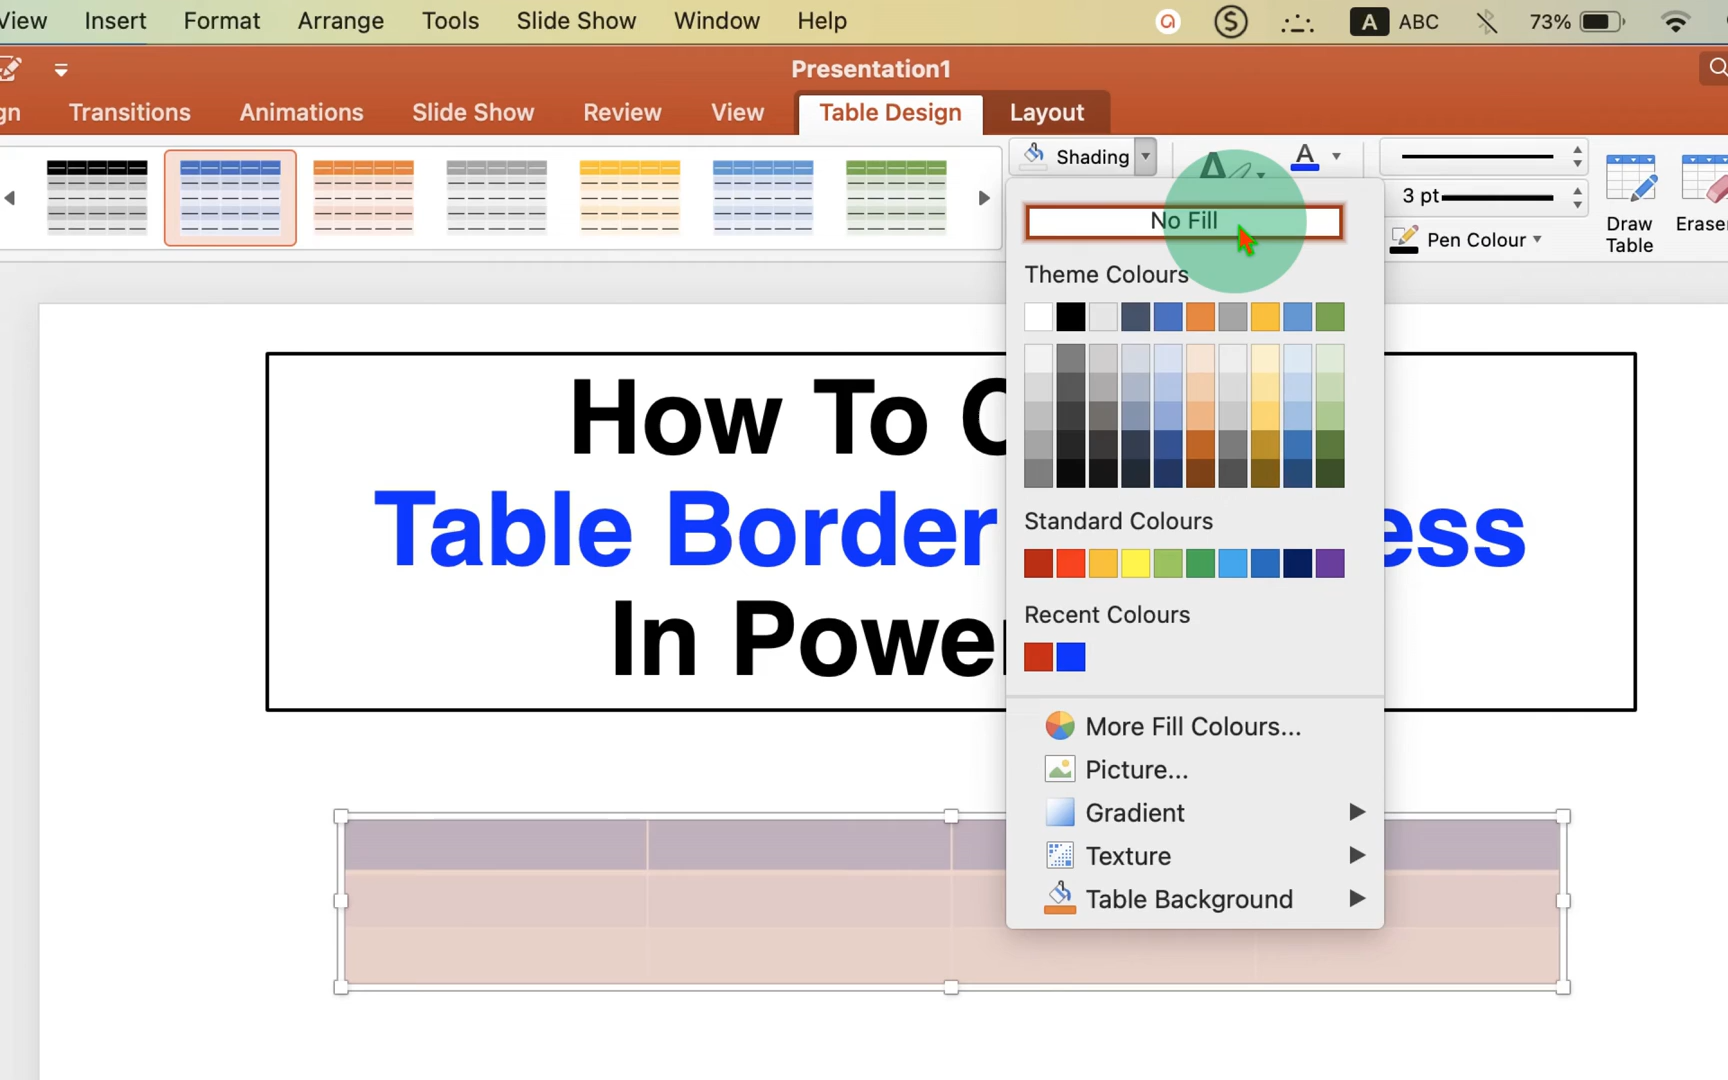 View Insert Format Arrange Tools Slide Show Window Help A ABC 73%
Presentation1
gn Transitions Animations Slide Show Review View Table Design Layout
Shading A
No Fill
3 pt
Pen Colour
Draw
Table
Eraser
Theme Colours
Standard Colours
Recent Colours
More Fill Colours...
Picture...
Gradient
Texture
Table Background
How To C
Table Border ess
In Power